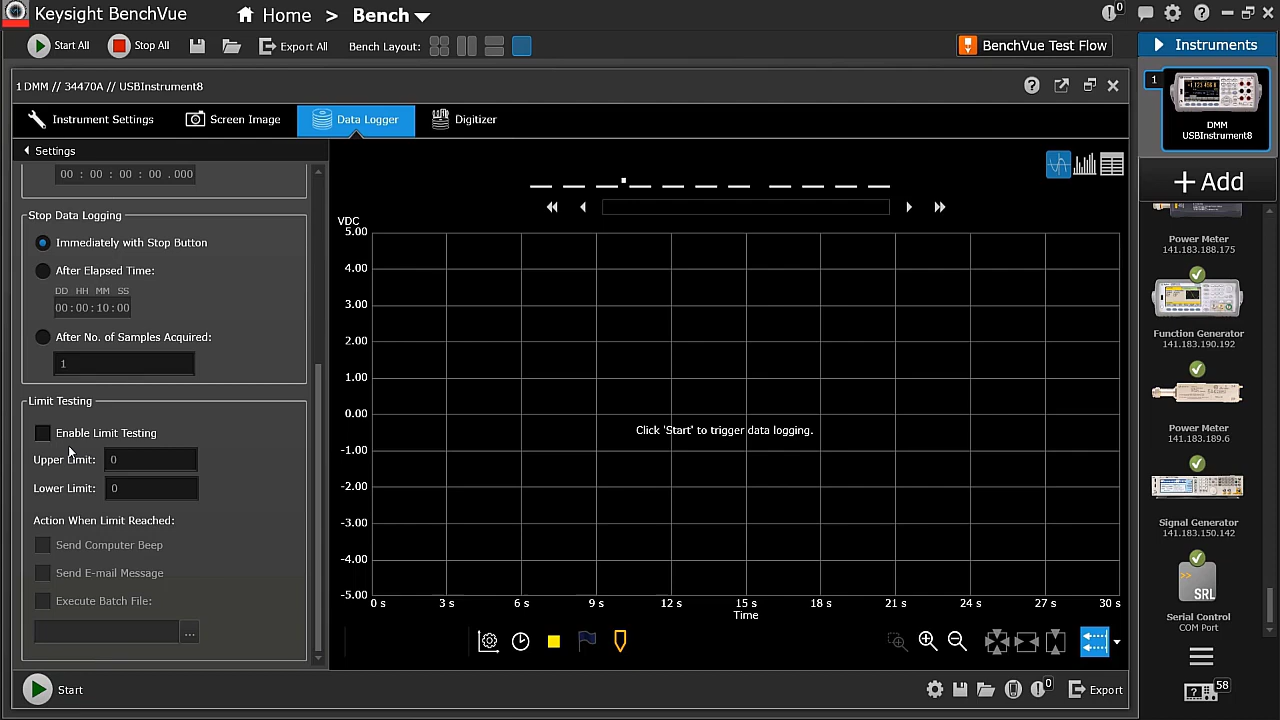 Keysight BenchVue
Home > Bench
0
Start All
Stop All
Export All
Bench Layout:
BenchVue Test Flow
Instruments
1 DMM // 34470A // USBInstrument8
1
DMM
USBInstrument8
Instrument Settings
Screen Image
Data Logger
Digitizer
Settings
+ Add
00 : 00 : 00 : 00 .000
Stop Data Logging
Immediately with Stop Button
After Elapsed Time:
DD HH MM SS
00:00:10:00
After No. of Samples Acquired:
1
Limit Testing
Enable Limit Testing
Upper Limit: 0
Lower Limit: 0
Action When Limit Reached:
Send Computer Beep
Send E-mail Message
Execute Batch File:
...
Start
VDC
5.00
4.00
3.00
2.00
1.00
0.00
-1.00
-2.00
-3.00
-4.00
-5.00
Click 'Start' to trigger data logging.
0 s 3 s 6 s 9 s 12 s 15 s 18 s 21 s 24 s 27 s 30 s
Time
0
Export
Power Meter
141.183.188.175
Function Generator
141.183.190.192
Power Meter
141.183.189.6
Signal Generator
141.183.150.142
>>
SRL
Serial Control
COM Port
?
58